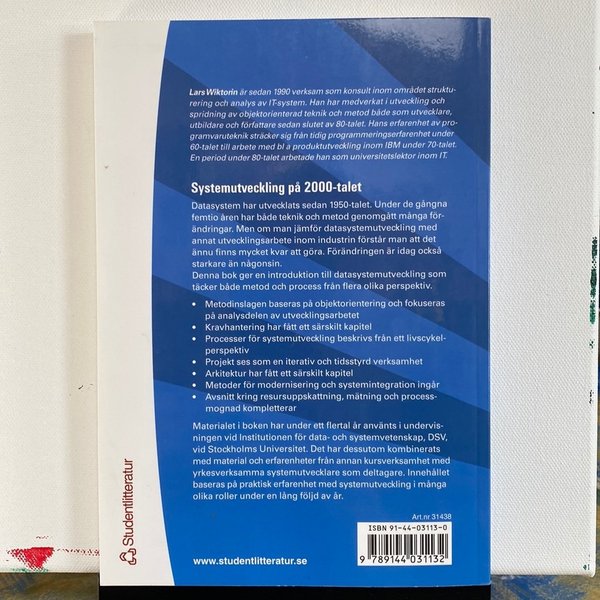 Lars Wiktorin är sedan 1990 verksam som konsult inom området struktu-
rering och analys av IT-system. Han har medverkat i utveckling och
spridning av objektorienterad teknik och metod både som utvecklare,
utbildare och författare sedan slutet av 80-talet. Hans erfarenhet av pro-
gramvaruteknik sträcker sig från tidig programmeringserfarenhet under
60-talet till arbete med bl a produktutveckling inom IBM under 70-talet.
En period under 80-talet arbetade han som universitetslektor inom IT.
Systemutveckling på 2000-talet
Datasystem har utvecklats sedan 1950-talet. Under de gångna
femtio åren har både teknik och metod genomgått många för-
ändringar. Men om man jämför datasystemutveckling med
annat utvecklingsarbete inom industrin förstår man att det
ännu finns mycket kvar att göra. Förändringen är idag också
starkare än någonsin.
Denna bok ger en introduktion till datasystemutveckling som
täcker både metod och process från flera olika perspektiv.
• Metodinslagen baseras på objektorientering och fokuseras
på analysdelen av utvecklingsarbetet
• Kravhantering har fått ett särskilt kapitel
• Processer för systemutveckling beskrivs från ett livscykel-
perspektiv
• Projekt ses som en iterativ och tidsstyrd verksamhet
• Arkitektur har fått ett särskilt kapitel
• Metoder för modernisering och systemintegration ingår
• Avsnitt kring resursuppskattning, mätning och process-
mognad kompletterar
Materialet i boken har under ett flertal år använts i undervis-
ningen vid Institutionen för data- och systemvetenskap, DSV,
vid Stockholms Universitet. Det har dessutom kombinerats
med material och erfarenheter från annan kursverksamhet med
yrkesverksamma systemutvecklare som deltagare. Innehållet
baseras på praktisk erfarenhet med systemutveckling i många
olika roller under en lång följd av år.
Art.nr 31438
ISBN 91-44-03113-0
9 789144 031132
Studentlitteratur
www.studentlitteratur.se